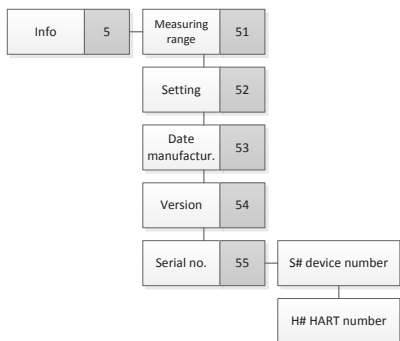 Info 5
Measuring
range
51
Setting 52
Date
manufactur.
53
Version 54
Serial no. 55
S# device number
H# HART number